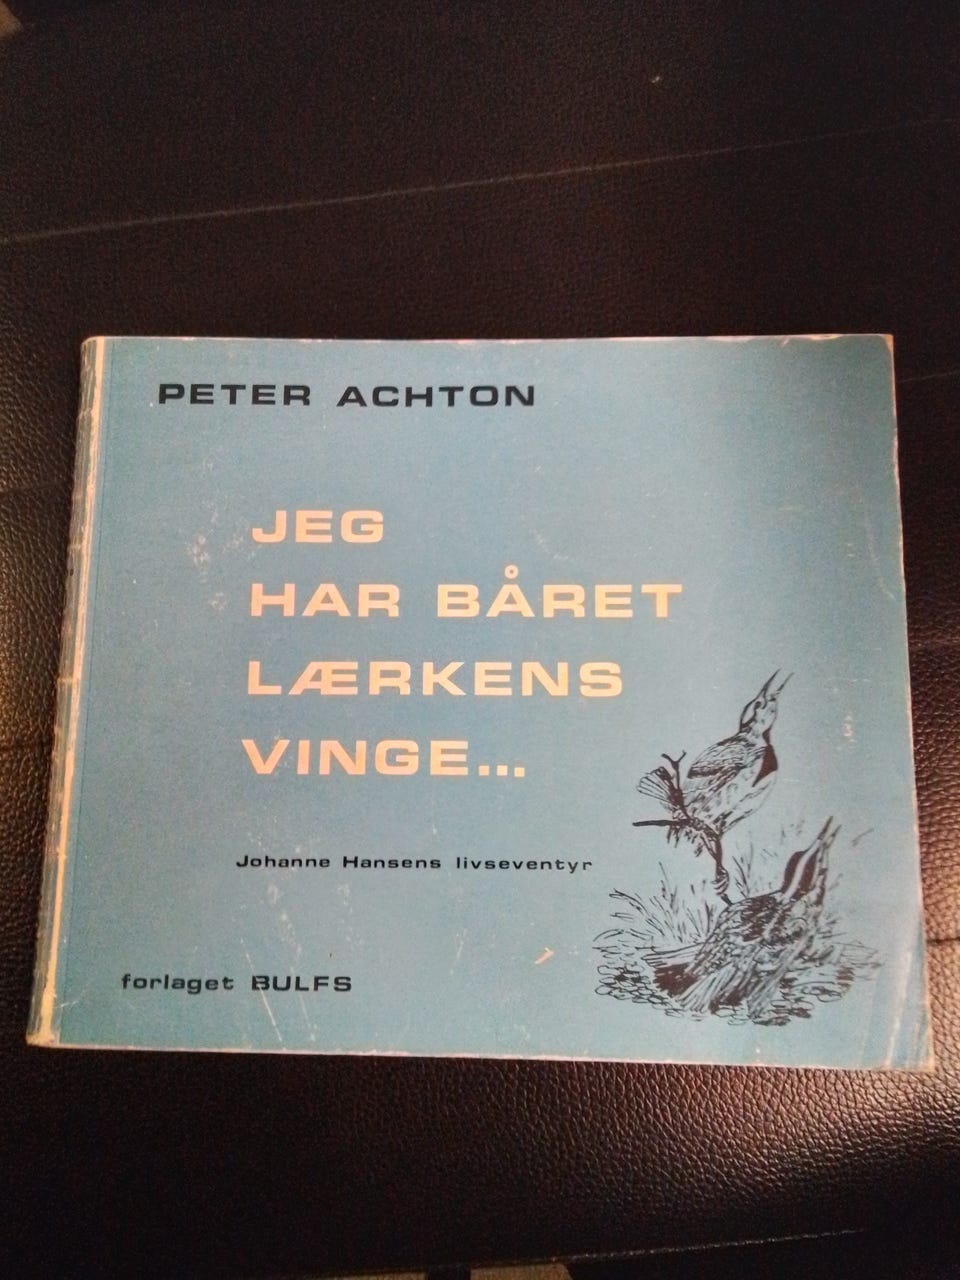 PETER ACHTON
JEG
HAR BÅRET
LÆRKENS
VINGE...
Johanne Hansens livseventyr
forlaget BULFS